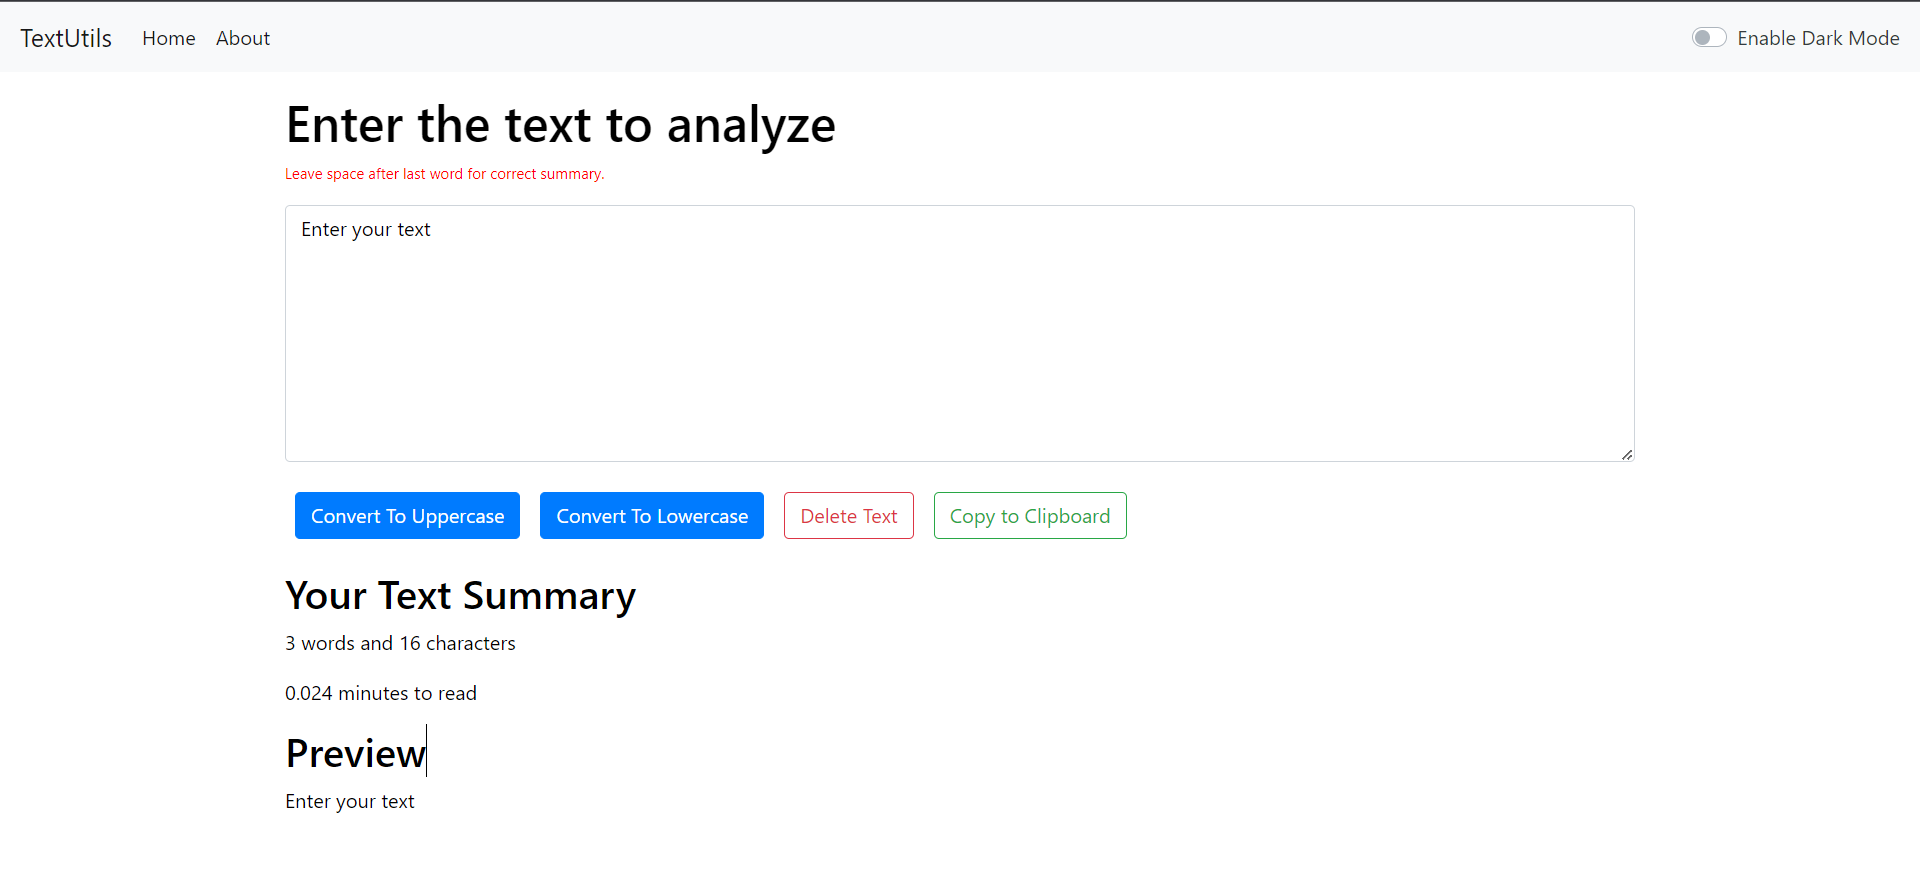 TextUtils Home About Enable Dark Mode
Enter the text to analyze
Leave space after last word for correct summary.
Enter your text
Convert To Uppercase Convert To Lowercase Delete Text Copy to Clipboard
Your Text Summary
3 words and 16 characters
0.024 minutes to read
Preview
Enter your text